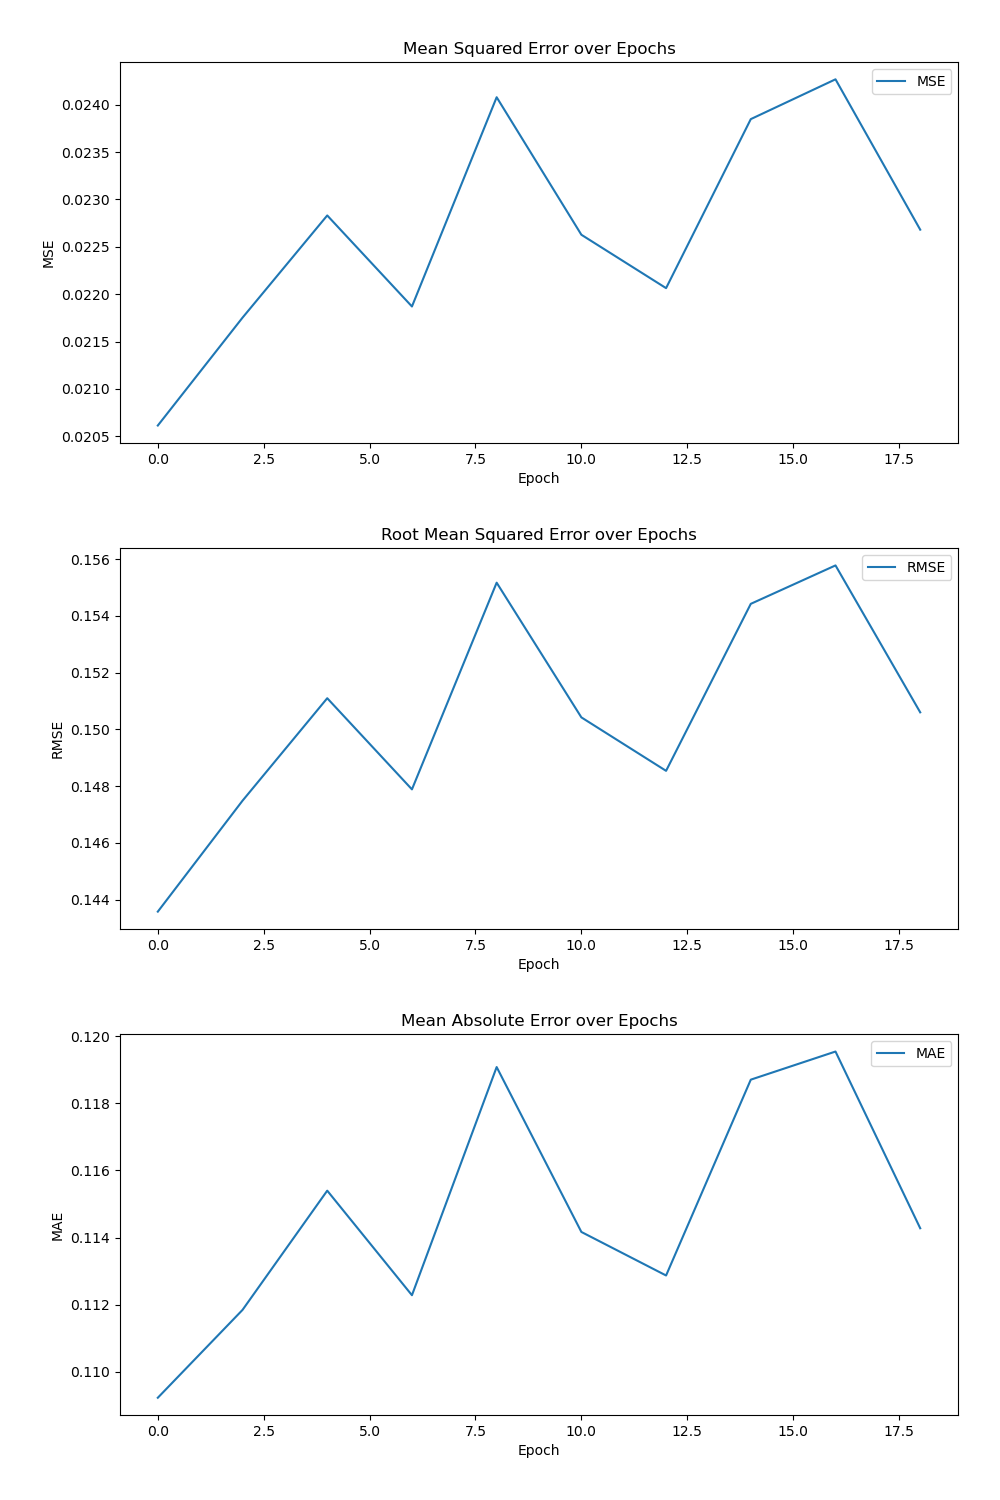 Mean Squared Error over Epochs
MSE
0.0240
0.0235
0.0230
0.0225
0.0220
0.0215
0.0210
0.0205
MSE
0.0 2.5 5.0 7.5 10.0 12.5 15.0 17.5
Epoch
Root Mean Squared Error over Epochs
RMSE
0.156
0.154
0.152
0.150
0.148
0.146
0.144
RMSE
0.0 2.5 5.0 7.5 10.0 12.5 15.0 17.5
Epoch
Mean Absolute Error over Epochs
MAE
0.120
0.118
0.116
0.114
0.112
0.110
MAE
0.0 2.5 5.0 7.5 10.0 12.5 15.0 17.5
Epoch